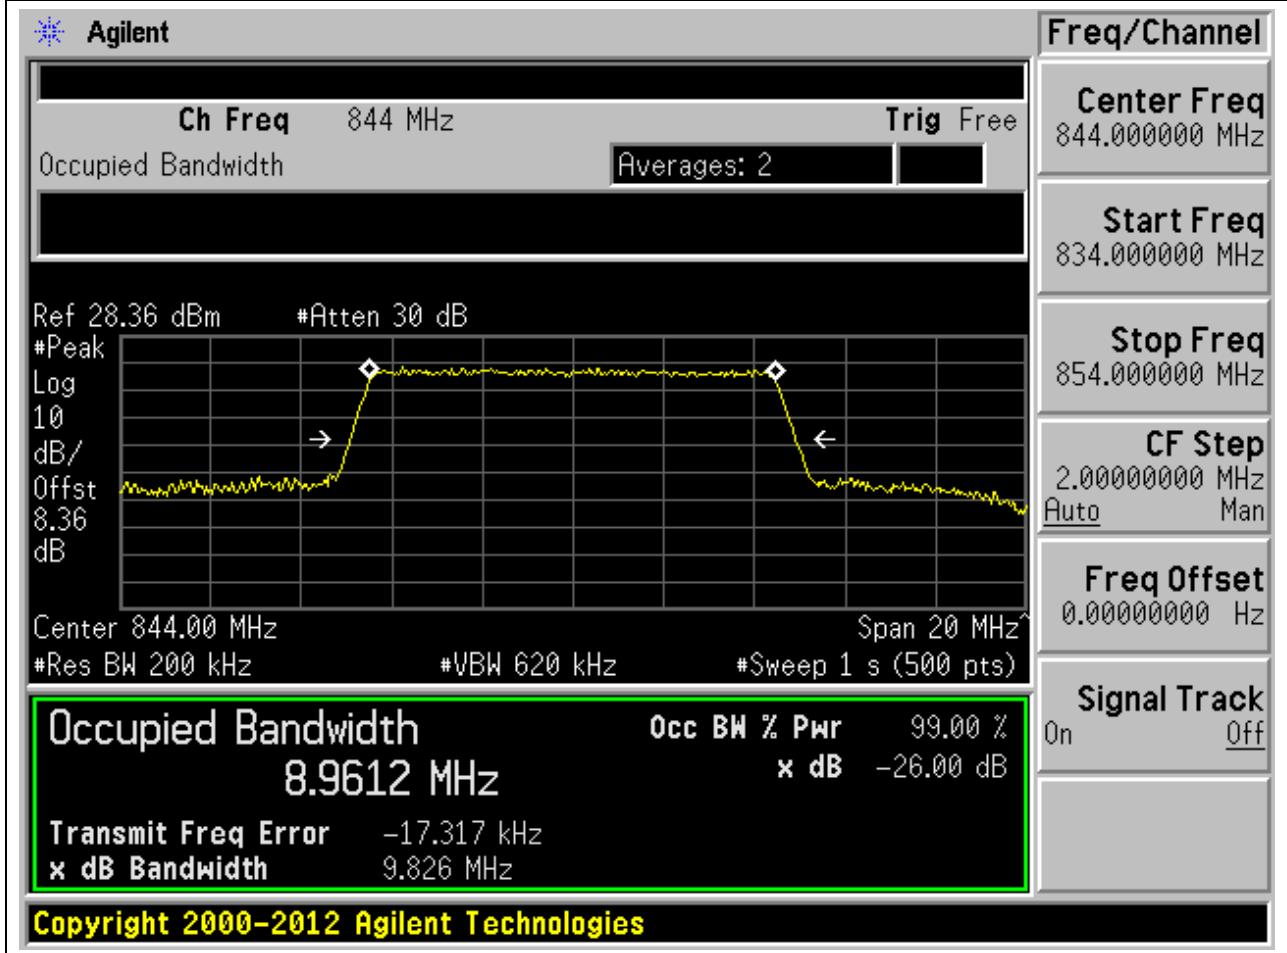 Agilent
Freq/Channel
Ch Freq 844 MHz Trig Free
Occupied Bandwidth Averages: 2
Center Freq
844.000000 MHz
Start Freq
834.000000 MHz
Stop Freq
854.000000 MHz
CF Step
2.00000000 MHz
Auto Man
Freq Offset
0.00000000 Hz
Signal Track
On Off
Ref 28.36 dBm #Atten 30 dB
#Peak
Log
10
dB/
Offst
8.36
dB
Center 844.00 MHz Span 20 MHz^
#Res BW 200 kHz #VBW 620 kHz #Sweep 1 s (500 pts)
Occupied Bandwidth Occ BW % Pwr 99.00 %
8.9612 MHz x dB -26.00 dB
Transmit Freq Error -17.317 kHz
x dB Bandwidth 9.826 MHz
Copyright 2000-2012 Agilent Technologies